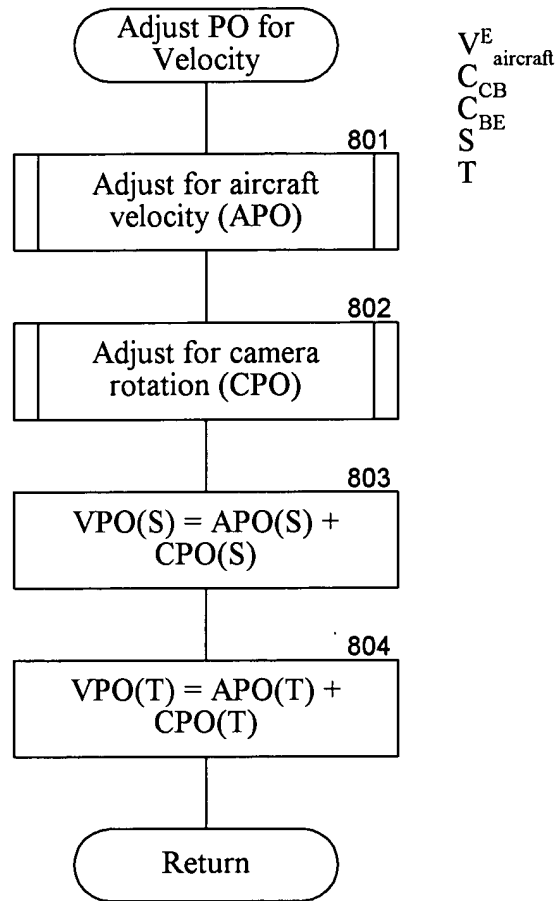 Adjust PO for
Velocity
V^E_aircraft
C_CB
C_BE
S
T
801
Adjust for aircraft
velocity (APO)
802
Adjust for camera
rotation (CPO)
803
VPO(S) = APO(S) +
CPO(S)
804
VPO(T) = APO(T) +
CPO(T)
Return